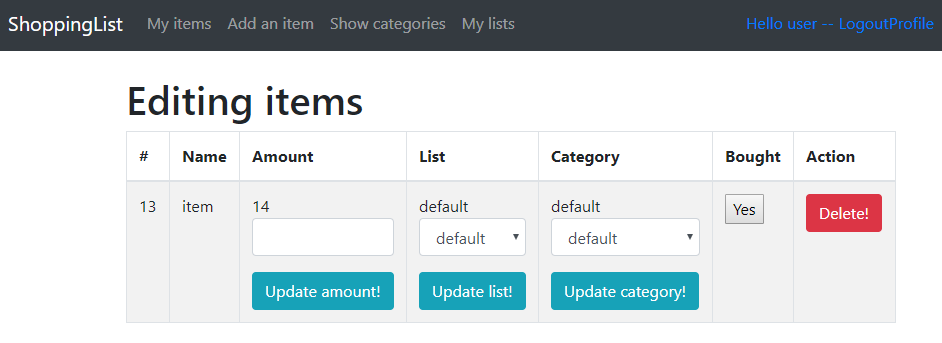 ShoppingList My items Add an item Show categories My lists Hello user -- LogoutProfile
Editing items
# Name Amount List Category Bought Action
13 item 14 default default Yes Delete!
default default
Update amount! Update list! Update category!